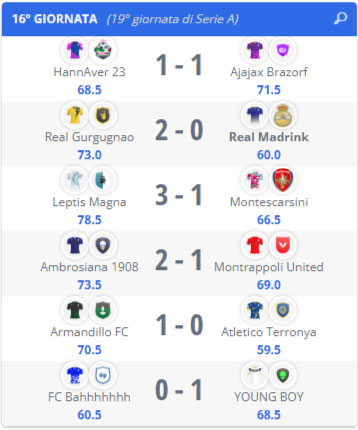 16° GIORNATA (19° giornata di Serie A)
HannAver 23 1 - 1 Ajajax Brazorf
68.5 71.5
Real Gurgugnao 2 - 0 Real Madrink
73.0 60.0
Leptis Magna 3 - 1 Montescarsini
78.5 66.5
Ambrosiana 1908 2 - 1 Montrappoli United
73.5 69.0
Armandillo FC 1 - 0 Atletico Terronya
70.5 59.5
FC Bahhhhhhh 0 - 1 YOUNG BOY
60.5 68.5